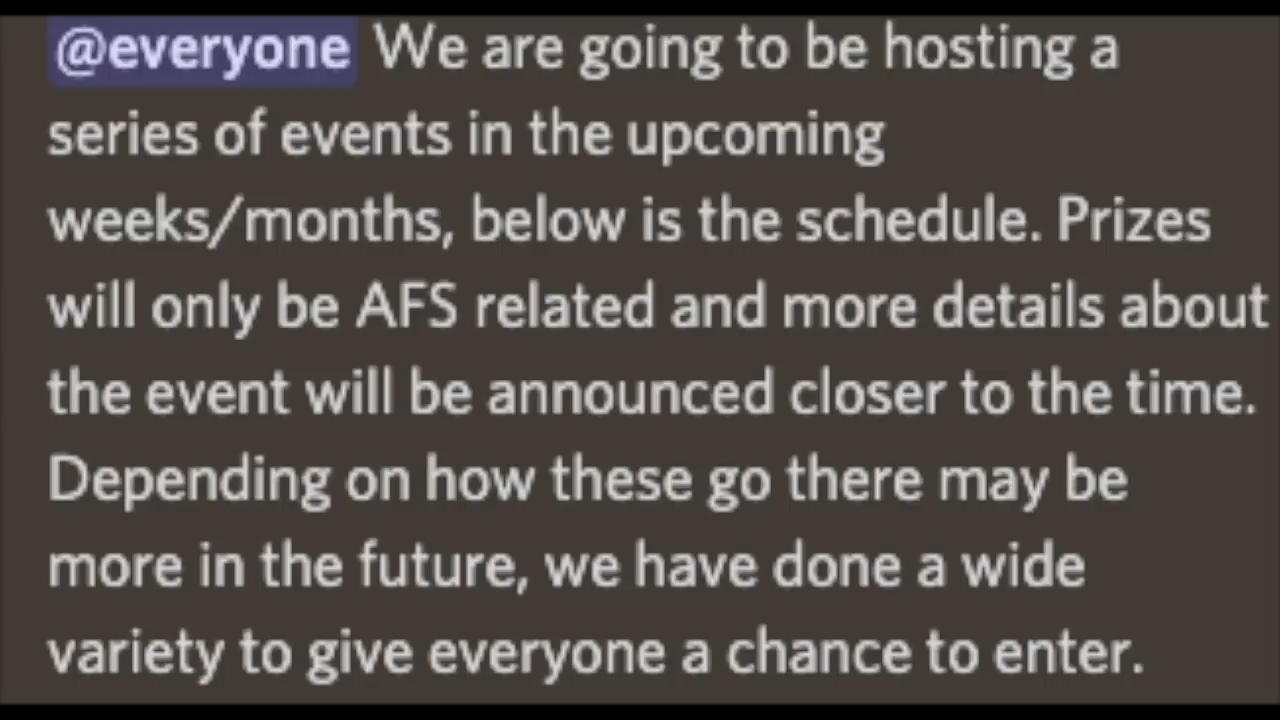 @everyone We are going to be hosting a
series of events in the upcoming
weeks/months, below is the schedule. Prizes
will only be AFS related and more details about
the event will be announced closer to the time.
Depending on how these go there may be
more in the future, we have done a wide
variety to give everyone a chance to enter.